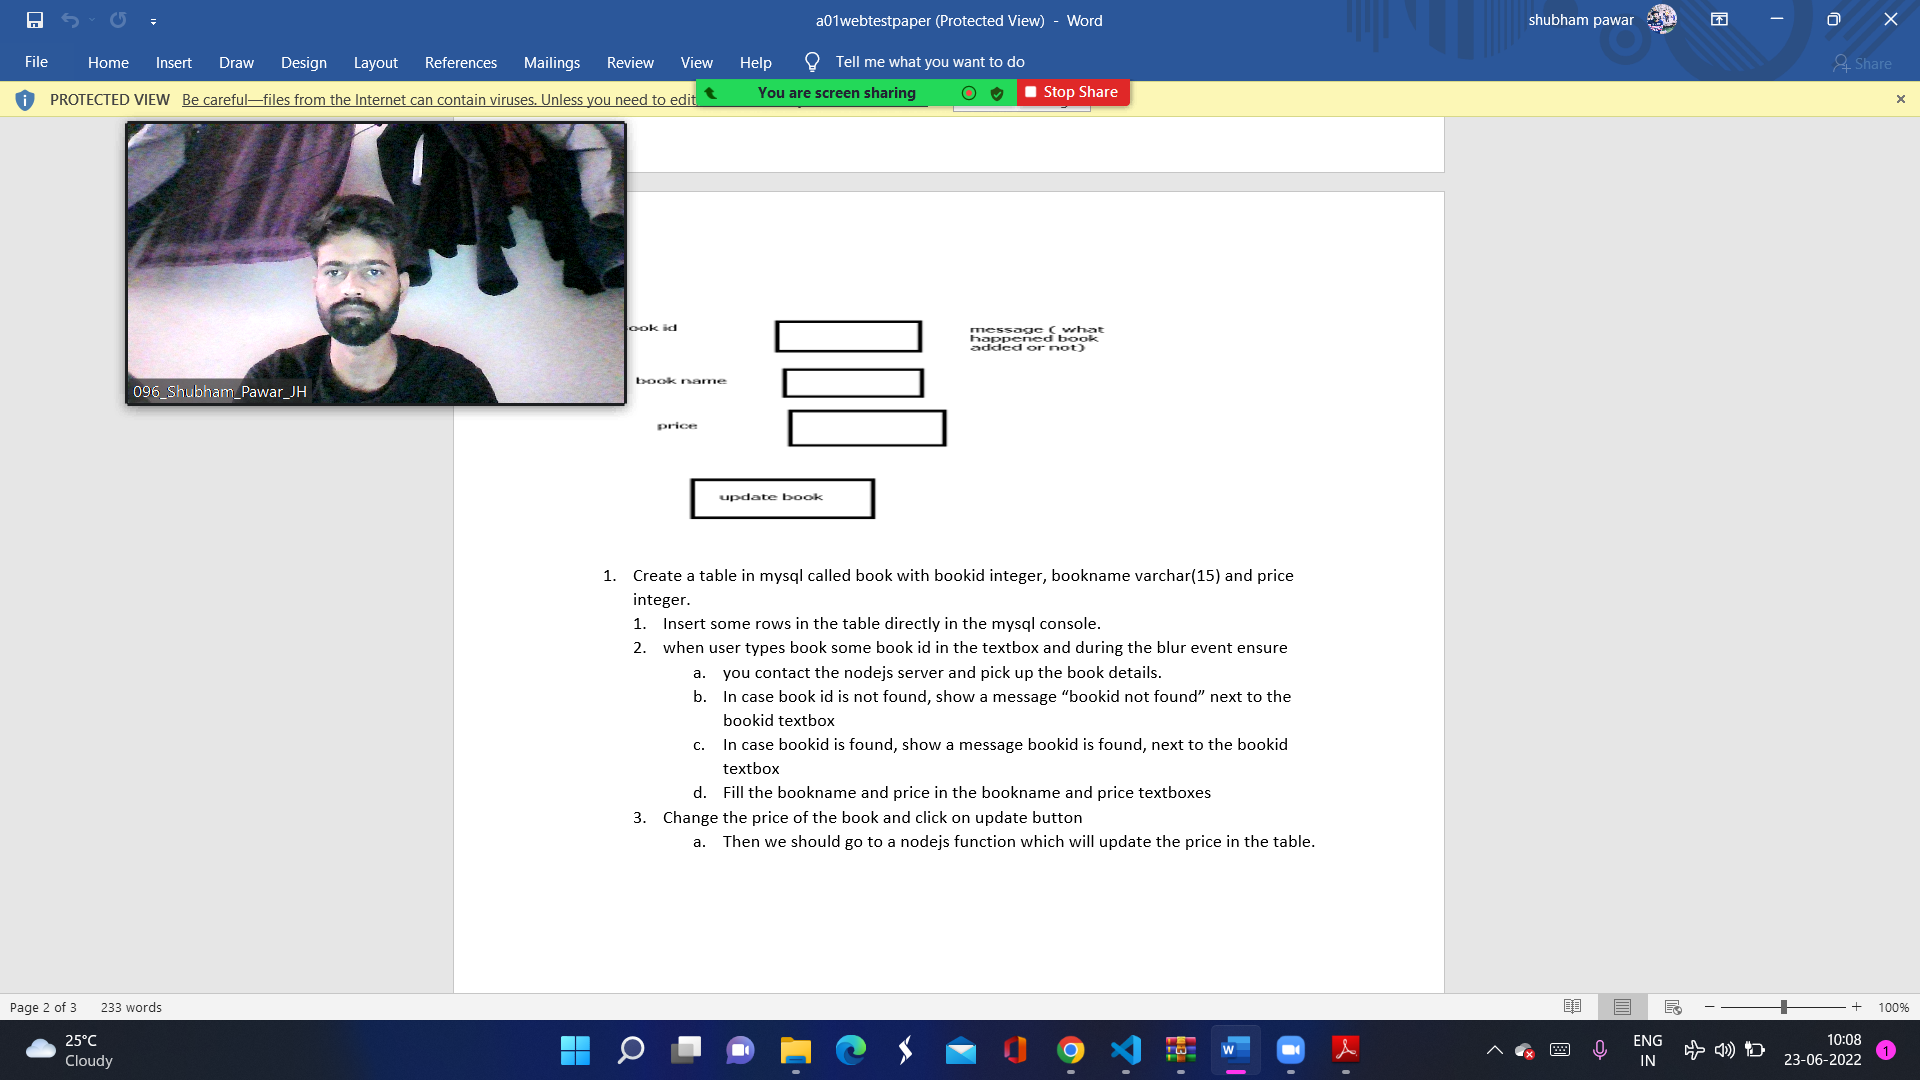 a01webtestpaper (Protected View) - Word
shubham pawar
File Home Insert Draw Design Layout References Mailings Review View Help Tell me what you want to do
Share
PROTECTED VIEW Be careful—files from the Internet can contain viruses. Unless you need to edit
You are screen sharing
Stop Share
096_Shubham_Pawar_JH
ook id
message ( what
happened book
added or not)
book name
price
update book
1. Create a table in mysql called book with bookid integer, bookname varchar(15) and price
integer.
1. Insert some rows in the table directly in the mysql console.
2. when user types book some book id in the textbox and during the blur event ensure
a. you contact the nodejs server and pick up the book details.
b. In case book id is not found, show a message “bookid not found” next to the
bookid textbox
c. In case bookid is found, show a message bookid is found, next to the bookid
textbox
d. Fill the bookname and price in the bookname and price textboxes
3. Change the price of the book and click on update button
a. Then we should go to a nodejs function which will update the price in the table.
Page 2 of 3 233 words
100%
25°C
Cloudy
ENG
IN
10:08
23-06-2022
1